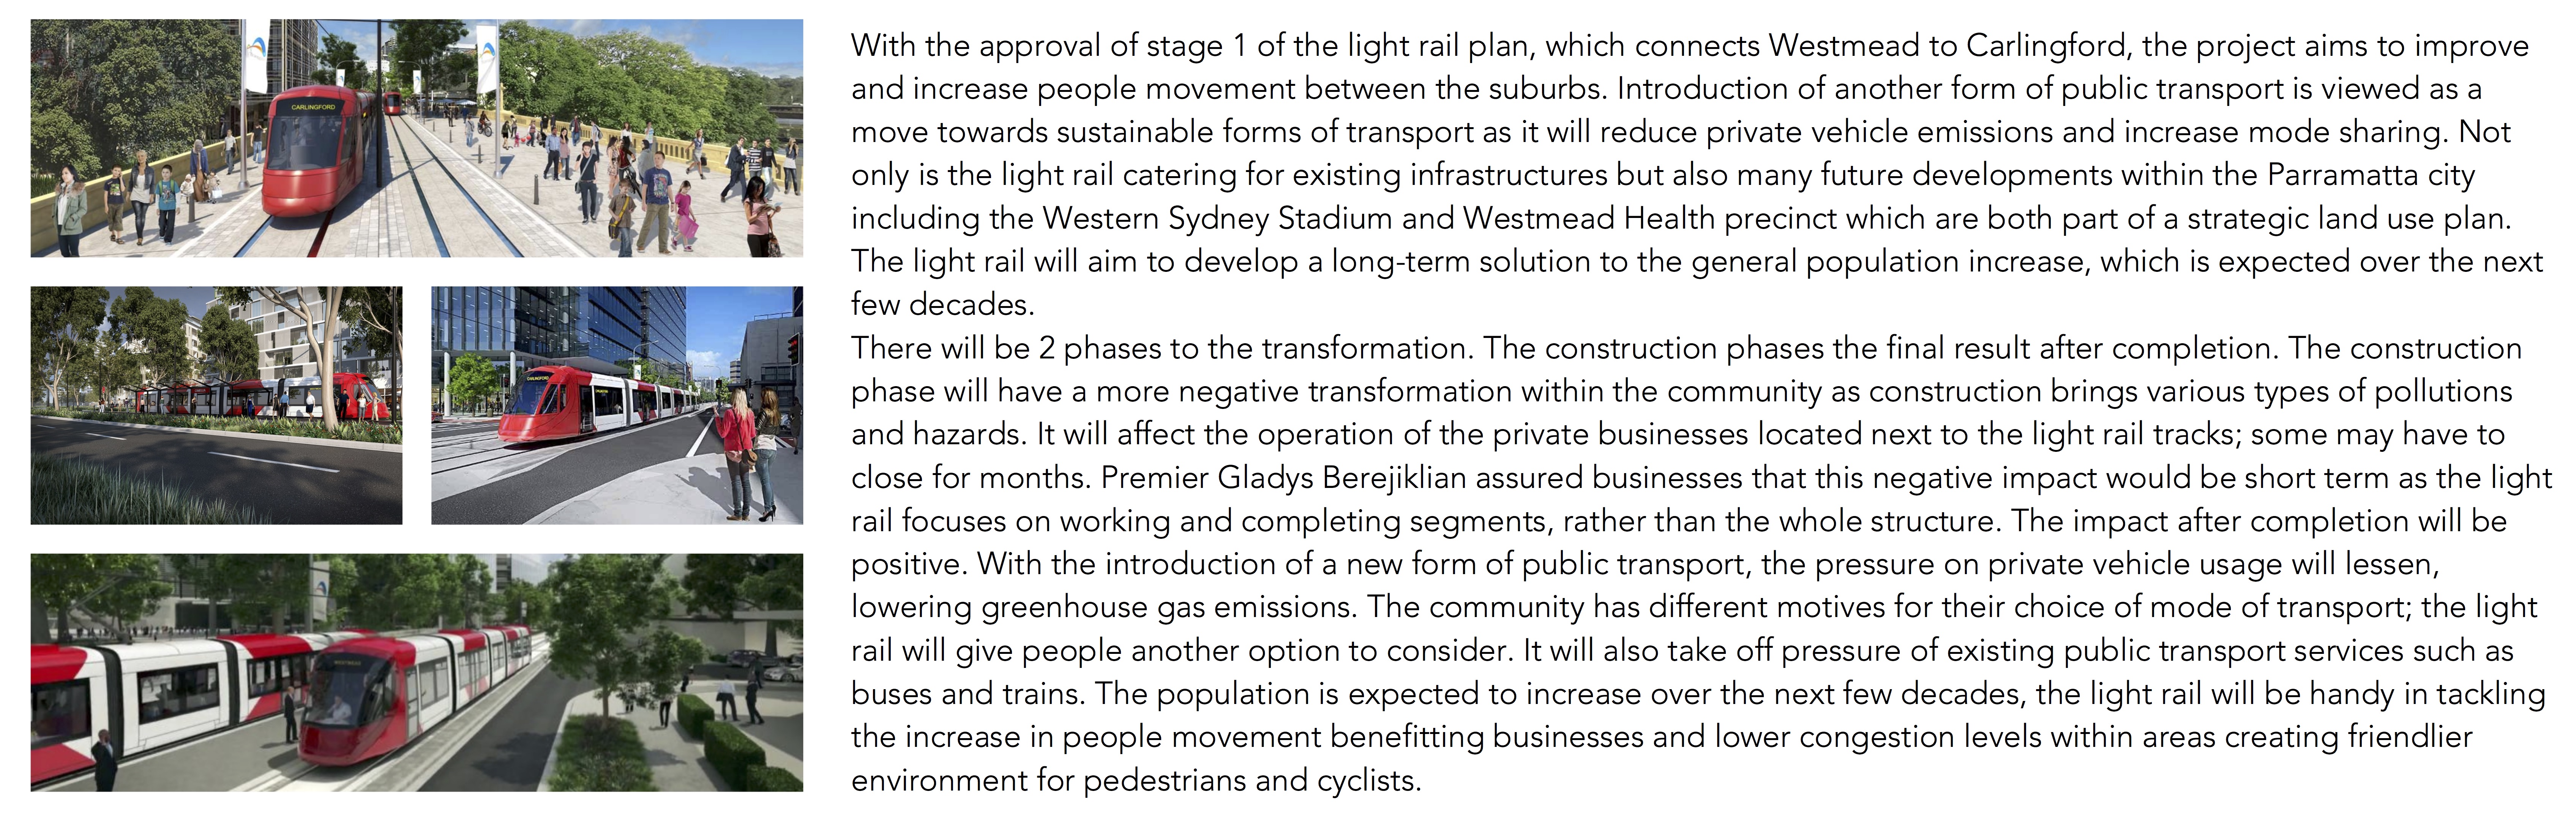 CARLINGFORD
CARLINGFORD
WESTMEAD
With the approval of stage 1 of the light rail plan, which connects Westmead to Carlingford, the project aims to improve
and increase people movement between the suburbs. Introduction of another form of public transport is viewed as a
move towards sustainable forms of transport as it will reduce private vehicle emissions and increase mode sharing. Not
only is the light rail catering for existing infrastructures but also many future developments within the Parramatta city
including the Western Sydney Stadium and Westmead Health precinct which are both part of a strategic land use plan.
The light rail will aim to develop a long-term solution to the general population increase, which is expected over the next
few decades.
There will be 2 phases to the transformation. The construction phases the final result after completion. The construction
phase will have a more negative transformation within the community as construction brings various types of pollutions
and hazards. It will affect the operation of the private businesses located next to the light rail tracks; some may have to
close for months. Premier Gladys Berejiklian assured businesses that this negative impact would be short term as the light
rail focuses on working and completing segments, rather than the whole structure. The impact after completion will be
positive. With the introduction of a new form of public transport, the pressure on private vehicle usage will lessen,
lowering greenhouse gas emissions. The community has different motives for their choice of mode of transport; the light
rail will give people another option to consider. It will also take off pressure of existing public transport services such as
buses and trains. The population is expected to increase over the next few decades, the light rail will be handy in tackling
the increase in people movement benefitting businesses and lower congestion levels within areas creating friendlier
environment for pedestrians and cyclists.